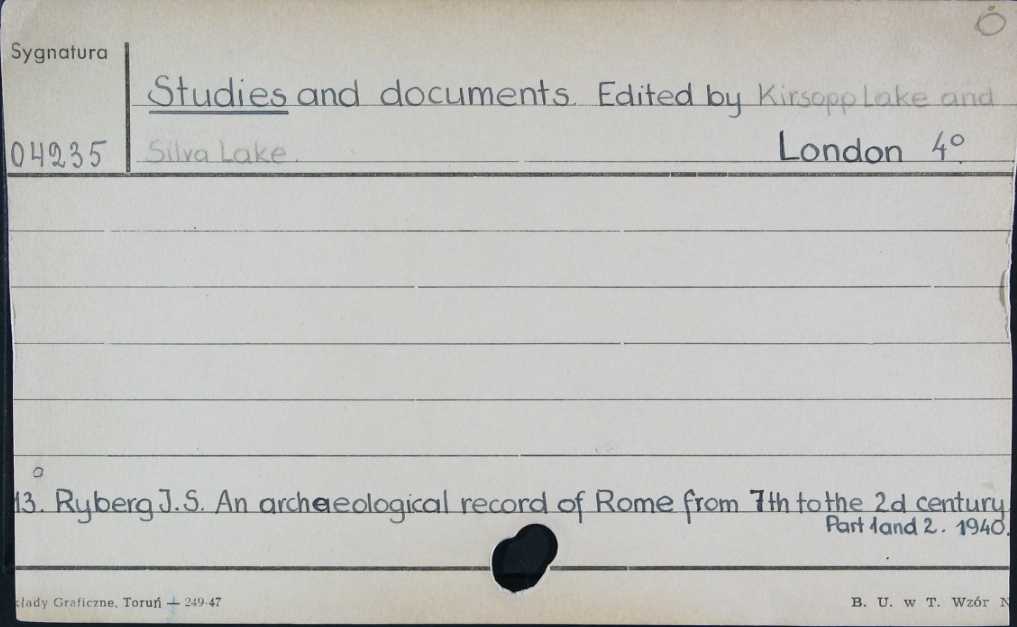 Ó
Sygnatura
Studies and documents. Edited by Kirsopp Lake and
04235 Silva Lake. London 4°
13. Ryberg J.S. An archaeological record of Rome from 7th to the 2d century
Part 1 and 2. 1940.
kłady Graficzne, Toruń — 249-47
B. U. w T. Wzór N